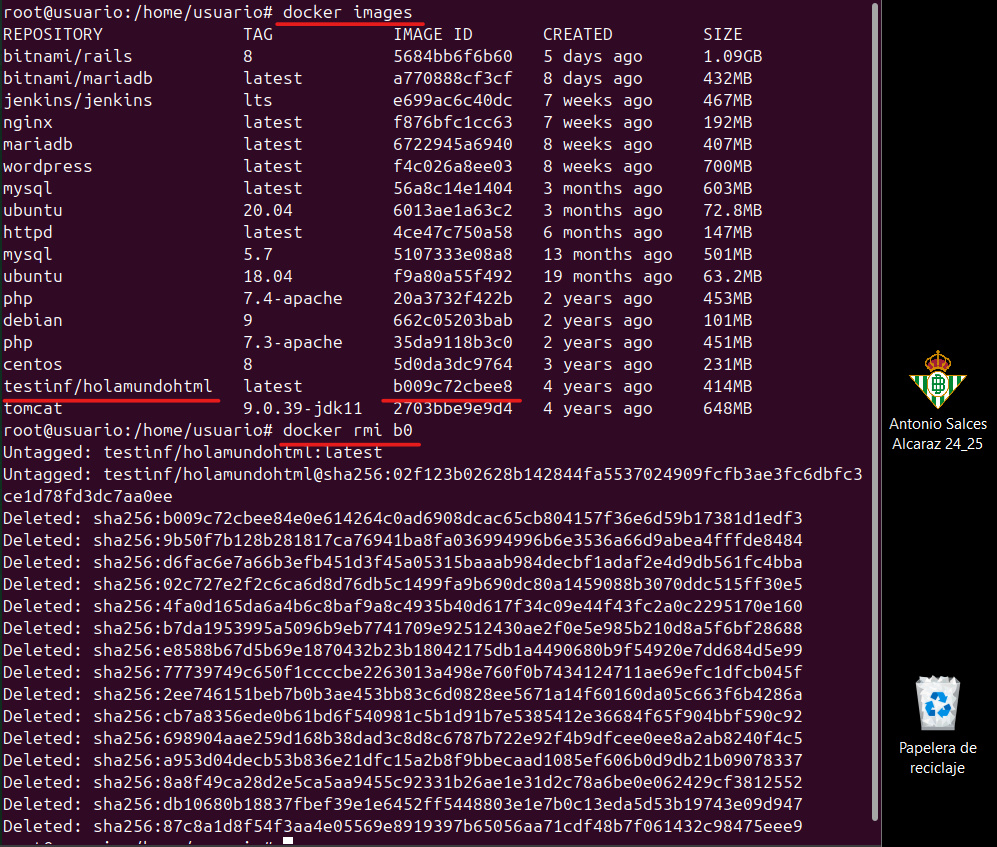 root@usuario:/home/usuario# docker images
REPOSITORY TAG IMAGE ID CREATED SIZE
bitnami/rails 8 5684bb6f6b60 5 days ago 1.09GB
bitnami/mariadb latest a770888cf3cf 8 days ago 432MB
jenkins/jenkins lts e699ac6c40dc 7 weeks ago 467MB
nginx latest f876bfc1cc63 7 weeks ago 192MB
mariadb latest 6722945a6940 8 weeks ago 407MB
wordpress latest f4c026a8ee03 8 weeks ago 700MB
mysql latest 56a8c14e1404 3 months ago 603MB
ubuntu 20.04 6013ae1a63c2 3 months ago 72.8MB
httpd latest 4ce47c750a58 6 months ago 147MB
mysql 5.7 5107333e08a8 13 months ago 501MB
ubuntu 18.04 f9a80a55f492 19 months ago 63.2MB
php 7.4-apache 20a3732f422b 2 years ago 453MB
debian 9 662c05203bab 2 years ago 101MB
php 7.3-apache 35da9118b3c0 2 years ago 451MB
centos 8 5d0da3dc9764 3 years ago 231MB
testinf/holamundohtml latest b009c72cbee8 4 years ago 414MB
tomcat 9.0.39-jdk11 2703bbe9e9d4 4 years ago 648MB
root@usuario:/home/usuario# docker rmi b0
Untagged: testinf/holamundohtml:latest
Untagged: testinf/holamundohtml@sha256:02f123b02628b142844fa5537024909fcfb3ae3fc6dbfc3
ce1d78fd3dc7aa0ee
Deleted: sha256:b009c72cbee84e0e614264c0ad6908dcac65cb804157f36e6d59b17381d1edf3
Deleted: sha256:9b50f7b128b281817ca76941ba8fa036994996b6e3536a66d9abea4fffde8484
Deleted: sha256:d6fac6e7a66b3efb451d3f45a05315baaab984decbf1adaf2e4d9db561fc4bba
Deleted: sha256:02c727e2f2c6ca6d8d76db5c1499fa9b690dc80a1459088b3070ddc515ff30e5
Deleted: sha256:4fa0d165da6a4b6c8baf9a8c4935b40d617f34c09e44f43fc2a0c2295170e160
Deleted: sha256:b7da1953995a5096b9eb7741709e92512430ae2f0e5e985b210d8a5f6bf28688
Deleted: sha256:e8588b67d5b69e1870432b23b18042175db1a4490680b9f54920e7dd684d5e99
Deleted: sha256:77739749c650f1ccccbe2263013a498e760f0b7434124711ae69efc1dfcb045f
Deleted: sha256:2ee746151beb7b0b3ae453bb83c6d0828ee5671a14f60160da05c663f6b4286a
Deleted: sha256:cb7a8356ede0b61bd6f540981c5b1d91b7e5385412e36684f65f904bbf590c92
Deleted: sha256:698904aae259d168b38dad3c8d8c6787b722e92f4b9dfcee0ee8a2ab8240f4c5
Deleted: sha256:a953d04decb53b836e21dfc15a2b8f9bbecaad1085ef606b0d9db21b09078337
Deleted: sha256:8a8f49ca28d2e5ca5aa9455c92331b26ae1e31d2c78a6be0e062429cf3812552
Deleted: sha256:db10680b18837fbef39e1e6452ff5448803e1e7b0c13eda5d53b19743e09d947
Deleted: sha256:87c8a1d8f54f3aa4e05569e8919397b65056aa71cdf48b7f061432c98475eee9
Antonio Salces
Alcaraz 24_25
Papelera de
reciclaje